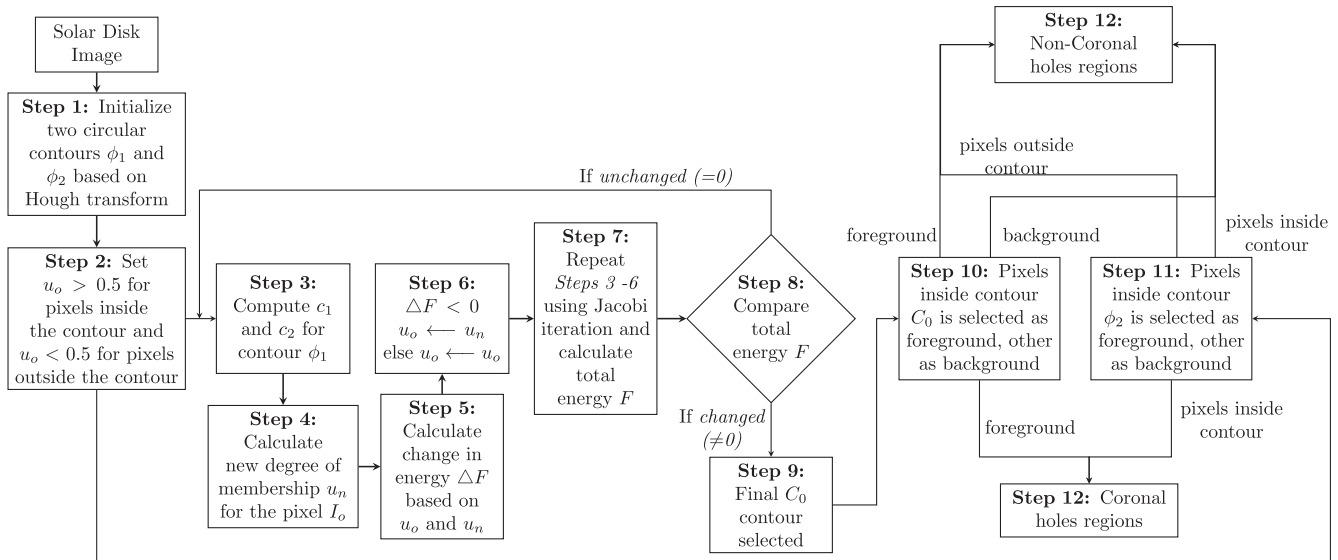 Solar Disk
Image
Step 1: Initialize
two circular
contours ϕ₁ and
ϕ₂ based on
Hough transform
Step 2: Set
uₒ > 0.5 for
pixels inside
the contour and
uₒ < 0.5 for pixels
outside the contour
Step 3:
Compute c₁
and c₂ for
contour ϕ₁
Step 4:
Calculate
new degree of
membership uₙ
for the pixel Iₒ
Step 5:
Calculate
change in
energy △F
based on
uₒ and uₙ
Step 6:
△F < 0
uₒ ⟵ uₙ
else uₒ ⟵ uₒ
Step 7:
Repeat
Steps 3 -6
using Jacobi
iteration and
calculate
total
energy F
If unchanged (=0)
Step 8:
Compare
total
energy F
If changed
(≠0)
Step 9:
Final C₀
contour
selected
Step 10: Pixels
inside contour
C₀ is selected as
foreground, other
as background
Step 11: Pixels
inside contour
ϕ₂ is selected as
foreground, other
as background
foreground
background
pixels outside
contour
pixels inside
contour
Step 12:
Non-Coronal
holes regions
foreground
pixels inside
contour
Step 12: Coronal
holes regions